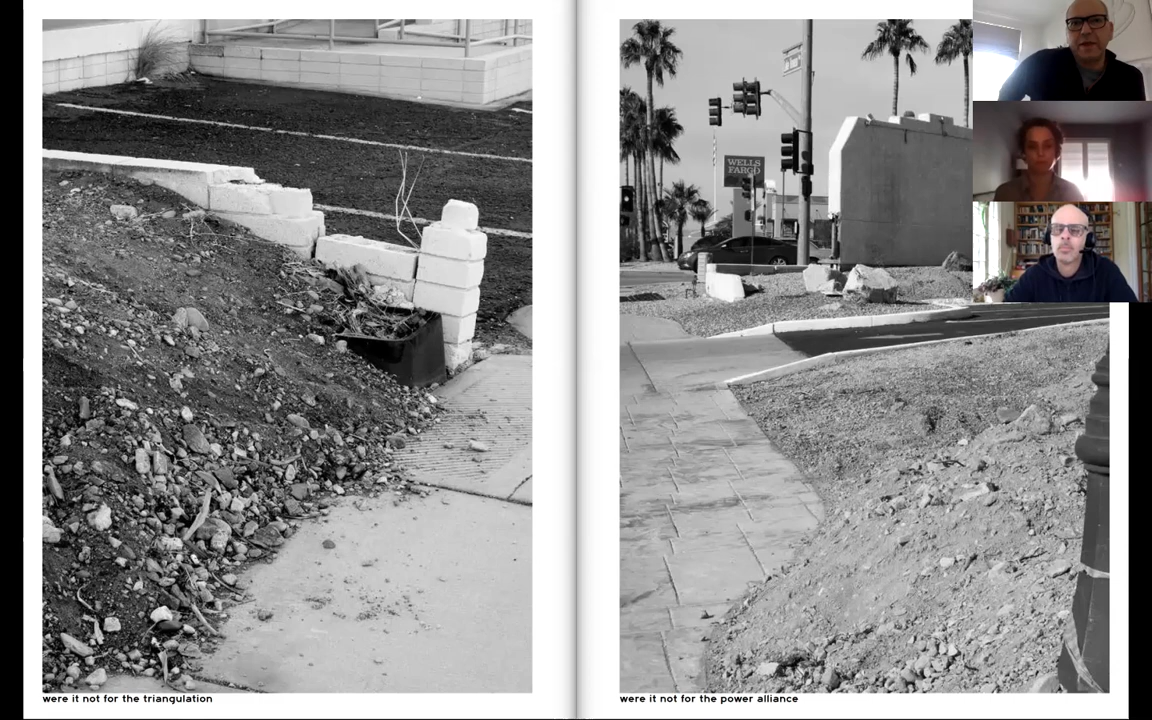 WELLS
FARGO
were it not for the triangulation
were it not for the power alliance